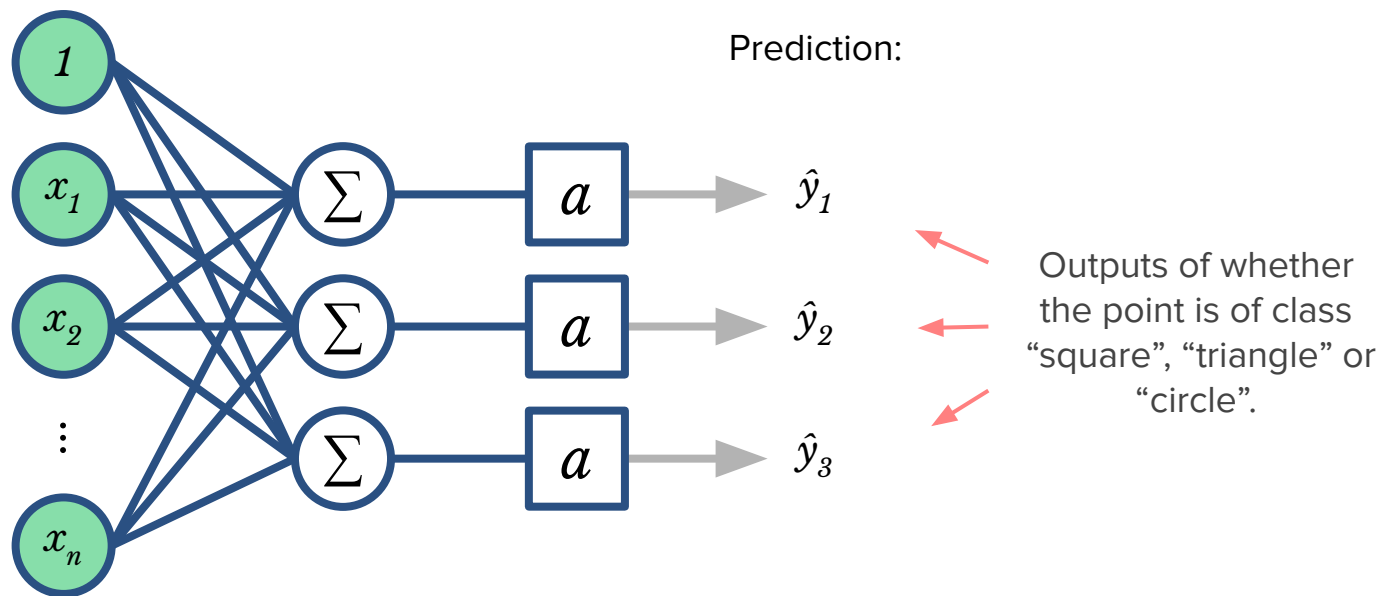 Prediction:
1
x₁ ∑ a ŷ₁
x₂ ∑ a ŷ₂
⋮
∑ a ŷ₃
xₙ
Outputs of whether
the point is of class
“square”, “triangle” or
“circle”.